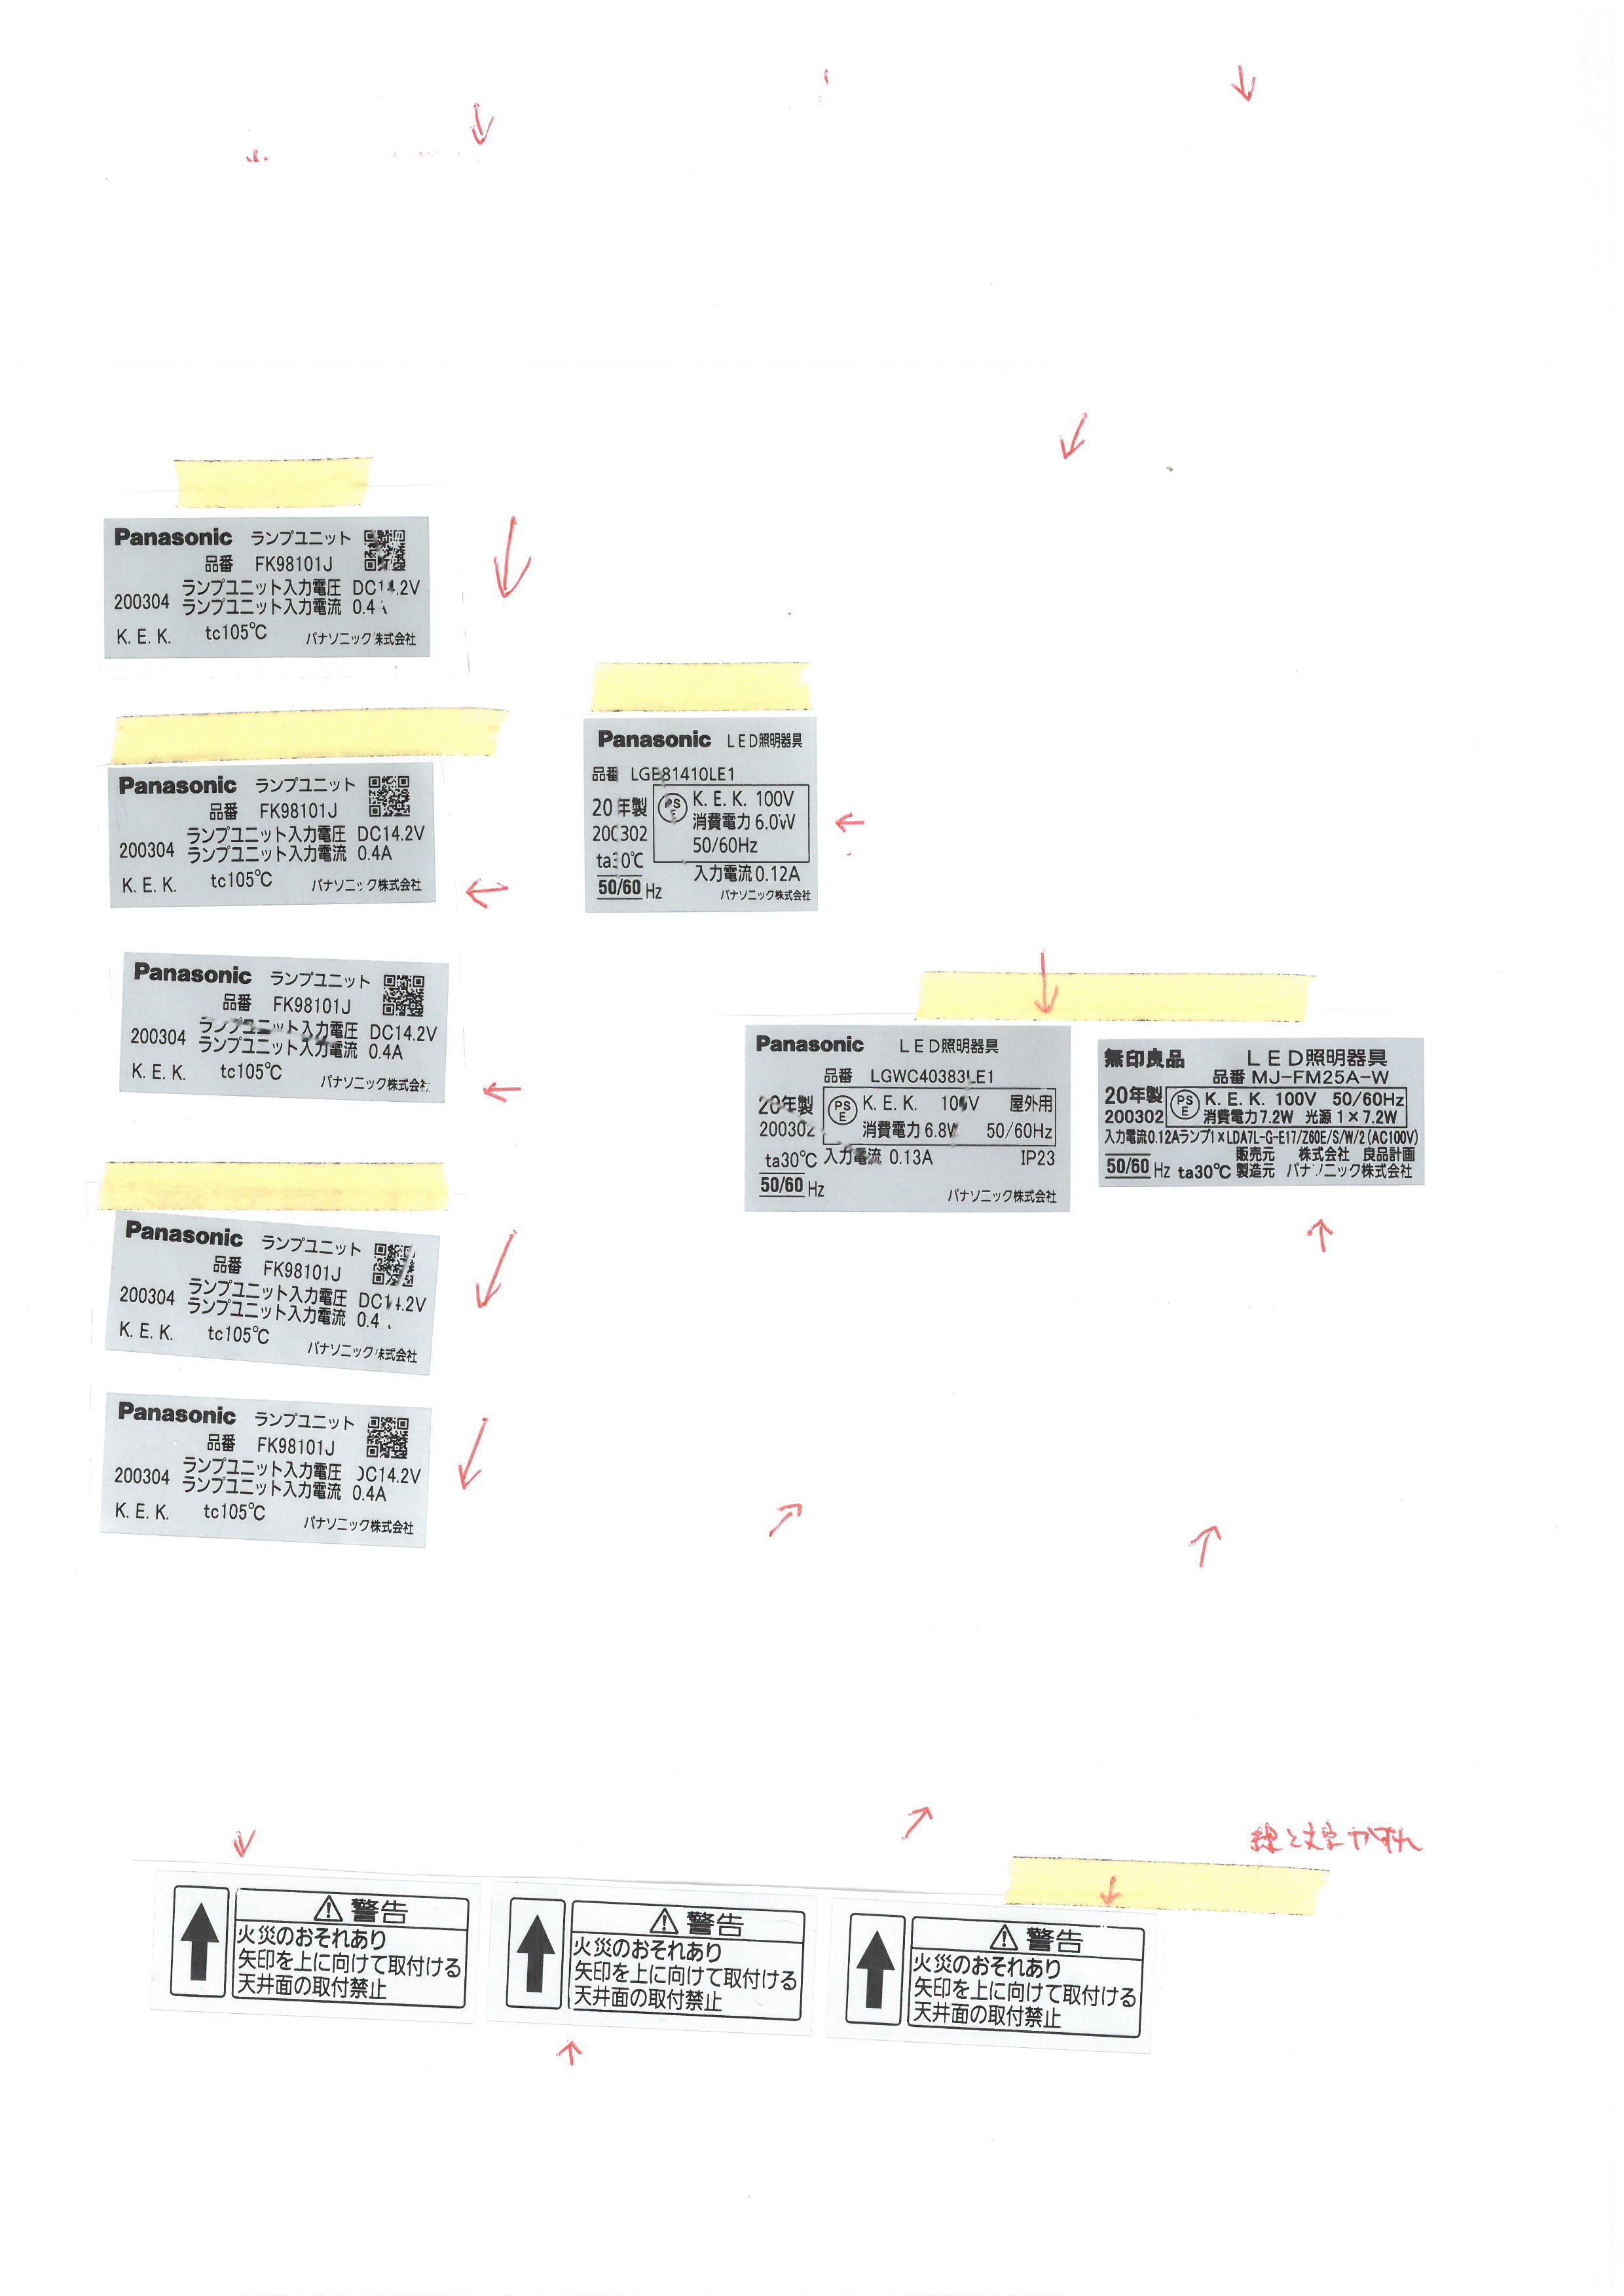 Panasonic ランプユニット
品番 FK98101J
ランプユニット入力電圧 DC14.2V
200304 ランプユニット入力電流 0.4
K. E. K. tc105℃ パナソニック株式会社
Panasonic ランプユニット
品番 FK98101J
ランプユニット入力電圧 DC14.2V
200304 ランプユニット入力電流 0.4A
K. E. K. tc105℃ パナソニック株式会社
Panasonic ランプユニット
品番 FK98101J
ランプユニット入力電圧 DC14.2V
200304 ランプユニット入力電流 0.4A
K. E. K. tc105℃ パナソニック株式会社
Panasonic ランプユニット
品番 FK98101J
ランプユニット入力電圧 DC14.2V
200304 ランプユニット入力電流 0.4
K. E. K. tc105℃ パナソニック株式会社
Panasonic ランプユニット
品番 FK98101J
ランプユニット入力電圧 DC14.2V
200304 ランプユニット入力電流 0.4A
K. E. K. tc105℃ パナソニック株式会社
Panasonic LED照明器具
品番 LGB81410LE1
20年製 PSE K. E. K. 100V
200302 消費電力 6.0W
ta30℃ 50/60Hz
入力電流 0.12A
50/60 Hz パナソニック株式会社
Panasonic LED照明器具
品番 LGWC40383LE1
20年製 PSE K. E. K. 100V 屋外用
200302 消費電力 6.8W 50/60Hz
ta30℃ 入力電流 0.13A IP23
50/60 Hz パナソニック株式会社
無印良品 LED照明器具
品番 MJ-FM25A-W
20年製 PSE K. E. K. 100V 50/60Hz
200302 消費電力7.2W 光源 1×7.2W
入力電流0.12Aランプ1×LDA7L-G-E17/Z60E/S/W/2(AC100V)
販売元 株式会社 良品計画
50/60 Hz ta30℃ 製造元 パナソニック株式会社
線と文字かすれ
⚠ 警告
火災のおそれあり
矢印を上に向けて取付ける
天井面の取付禁止
⚠ 警告
火災のおそれあり
矢印を上に向けて取付ける
天井面の取付禁止
⚠ 警告
火災のおそれあり
矢印を上に向けて取付ける
天井面の取付禁止